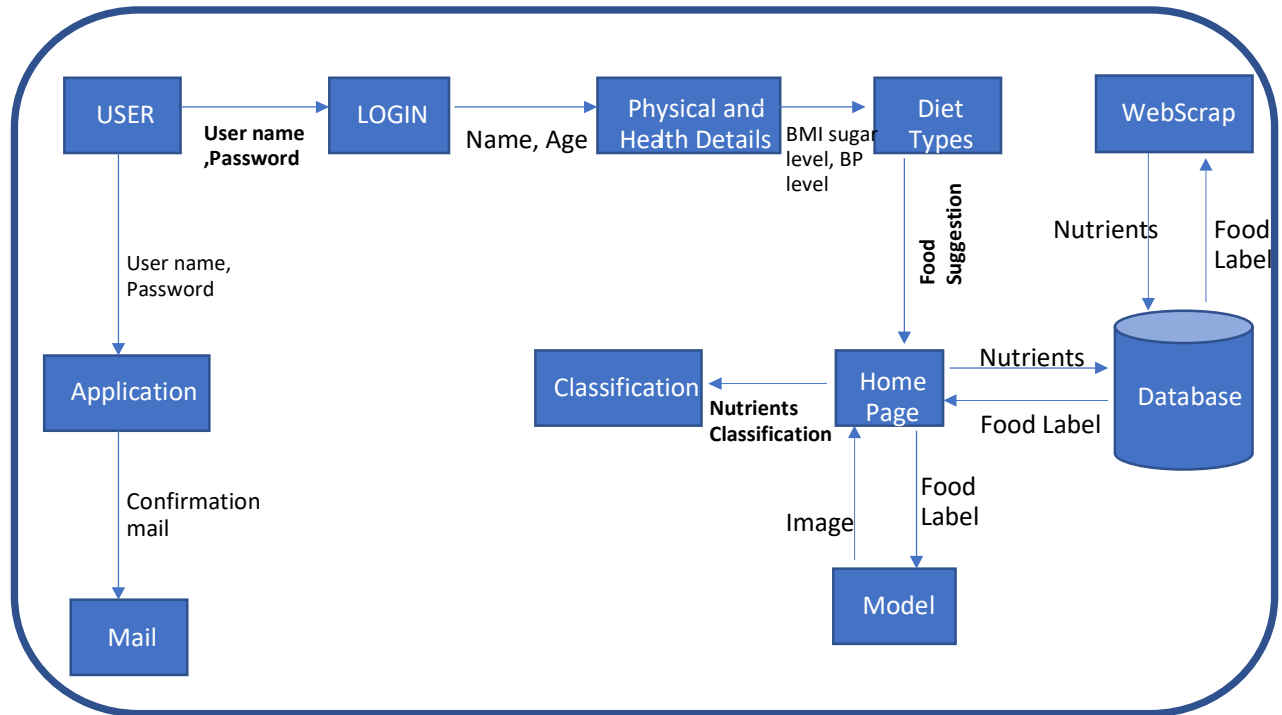 USER
User name
,Password
LOGIN
Name, Age
Physical and
Health Details
BMI sugar
level, BP
level
Diet
Types
WebScrap
User name,
Password
Food
Suggestion
Nutrients
Food
Label
Application
Classification
Nutrients
Classification
Home
Page
Nutrients
Food Label
Database
Confirmation
mail
Image
Food
Label
Mail
Model